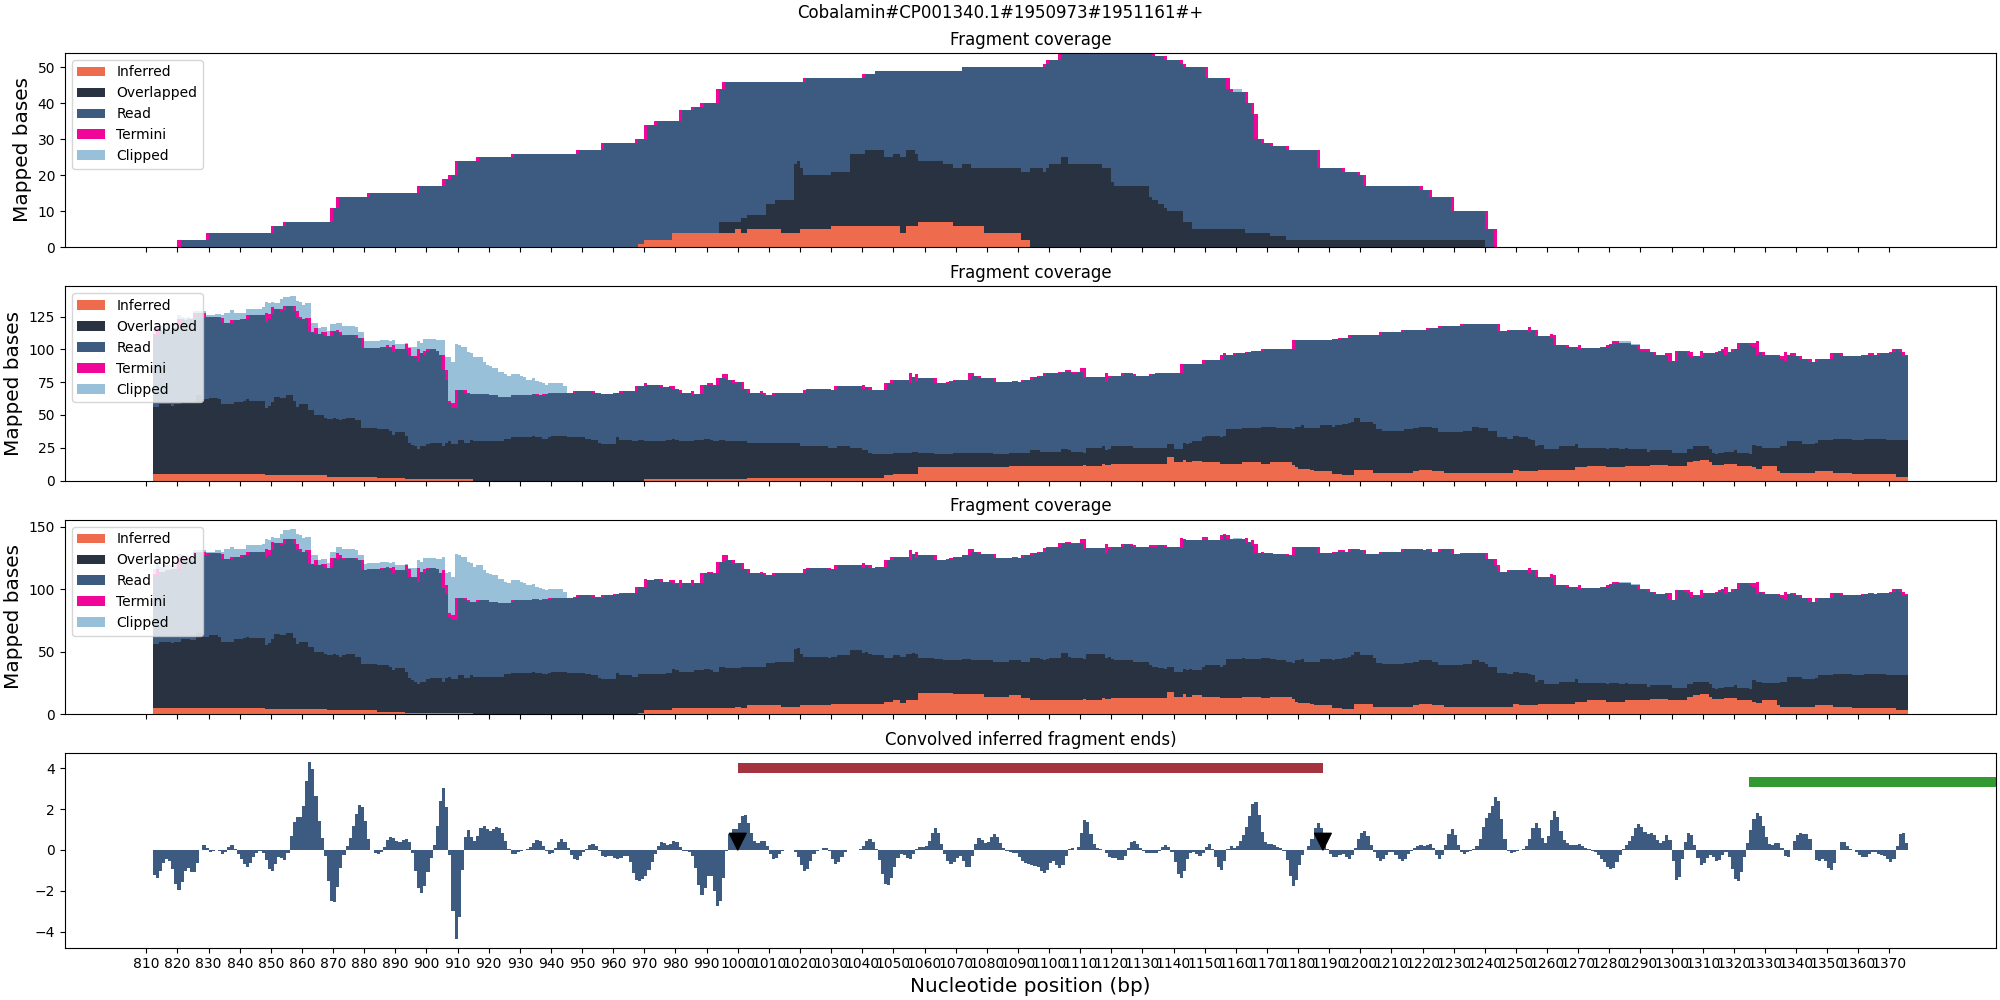 Cobalamin#CP001340.1#1950973#1951161#+
Fragment coverage
Mapped bases
50
40
30
20
10
0
Inferred
Overlapped
Read
Termini
Clipped
Fragment coverage
Mapped bases
125
100
75
50
25
0
Inferred
Overlapped
Read
Termini
Clipped
Fragment coverage
Mapped bases
150
100
50
0
Inferred
Overlapped
Read
Termini
Clipped
Convolved inferred fragment ends)
4
2
0
−2
−4
810 820 830 840 850 860 870 880 890 900 910 920 930 940 950 960 970 980 990 1000 1010 1020 1030 1040 1050 1060 1070 1080 1090 1100 1110 1120 1130 1140 1150 1160 1170 1180 1190 1200 1210 1220 1230 1240 1250 1260 1270 1280 1290 1300 1310 1320 1330 1340 1350 1360 1370
Nucleotide position (bp)